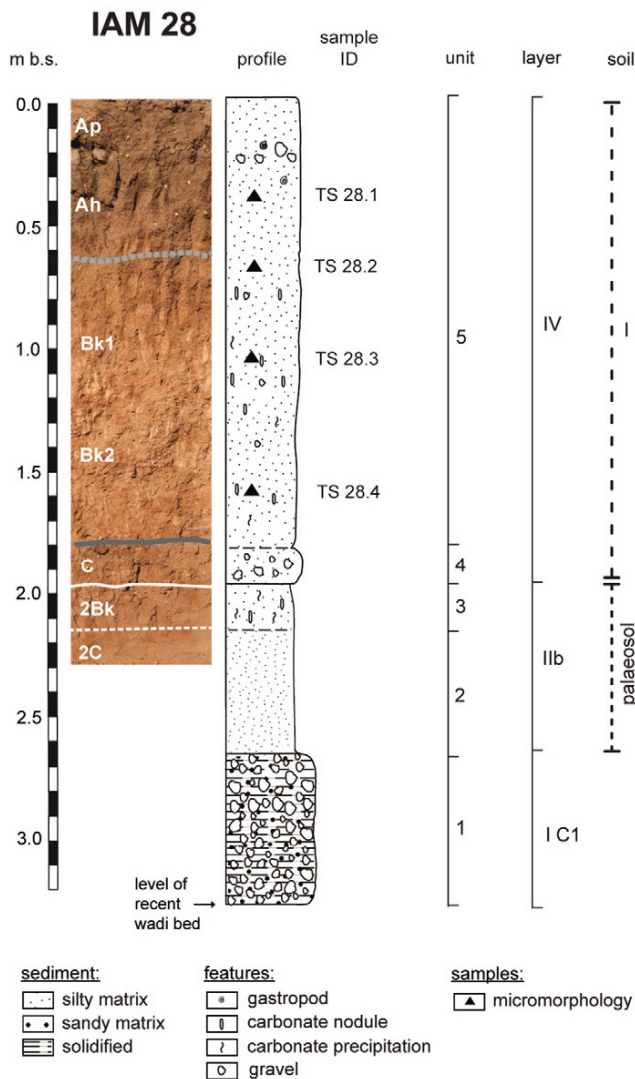 IAM 28
m b.s.
profile
sample
ID
unit
layer
soil
0.0
0.5
1.0
1.5
2.0
2.5
3.0
Ap
Ah
Bk1
Bk2
C
2Bk
2C
TS 28.1
TS 28.2
TS 28.3
TS 28.4
5
4
3
2
1
IV
IIb
I C1
I
palaeosol
level of
recent
wadi bed
sediment:
silty matrix
sandy matrix
solidified
features:
gastropod
carbonate nodule
carbonate precipitation
gravel
samples:
micromorphology